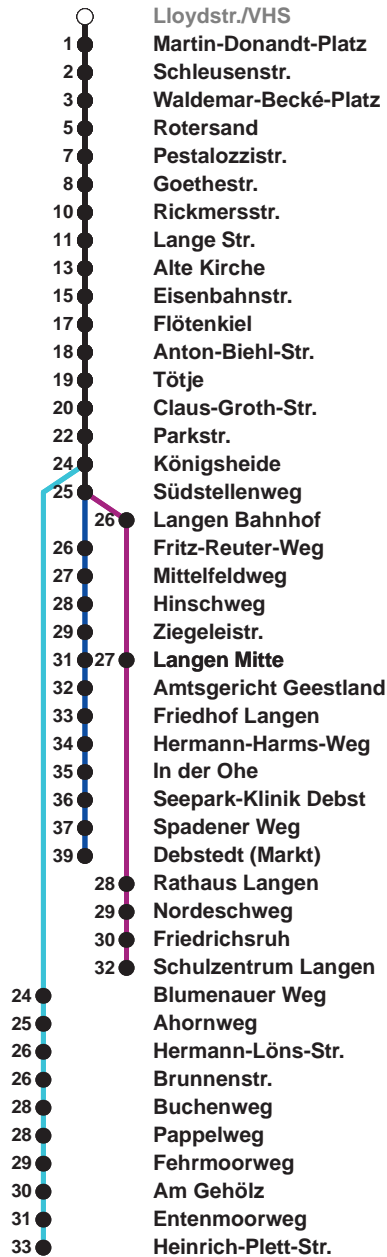 Lloydstr./VHS
1 Martin-Donandt-Platz
2 Schleusenstr.
3 Waldemar-Becké-Platz
5 Rotersand
7 Pestalozzistr.
8 Goethestr.
10 Rickmersstr.
11 Lange Str.
13 Alte Kirche
15 Eisenbahnstr.
17 Flötenkiel
18 Anton-Biehl-Str.
19 Tötje
20 Claus-Groth-Str.
22 Parkstr.
24 Königsheide
25 Südstellenweg
26 Langen Bahnhof
26 Fritz-Reuter-Weg
27 Mittelfeldweg
28 Hinschweg
29 Ziegeleistr.
31 27 Langen Mitte
32 Amtsgericht Geestland
33 Friedhof Langen
34 Hermann-Harms-Weg
35 In der Ohe
36 Seepark-Klinik Debst
37 Spadener Weg
39 Debstedt (Markt)
28 Rathaus Langen
29 Nordeschweg
30 Friedrichsruh
32 Schulzentrum Langen
24 Blumenauer Weg
25 Ahornweg
26 Hermann-Löns-Str.
26 Brunnenstr.
28 Buchenweg
28 Pappelweg
29 Fehrmoorweg
30 Am Gehölz
31 Entenmoorweg
33 Heinrich-Plett-Str.